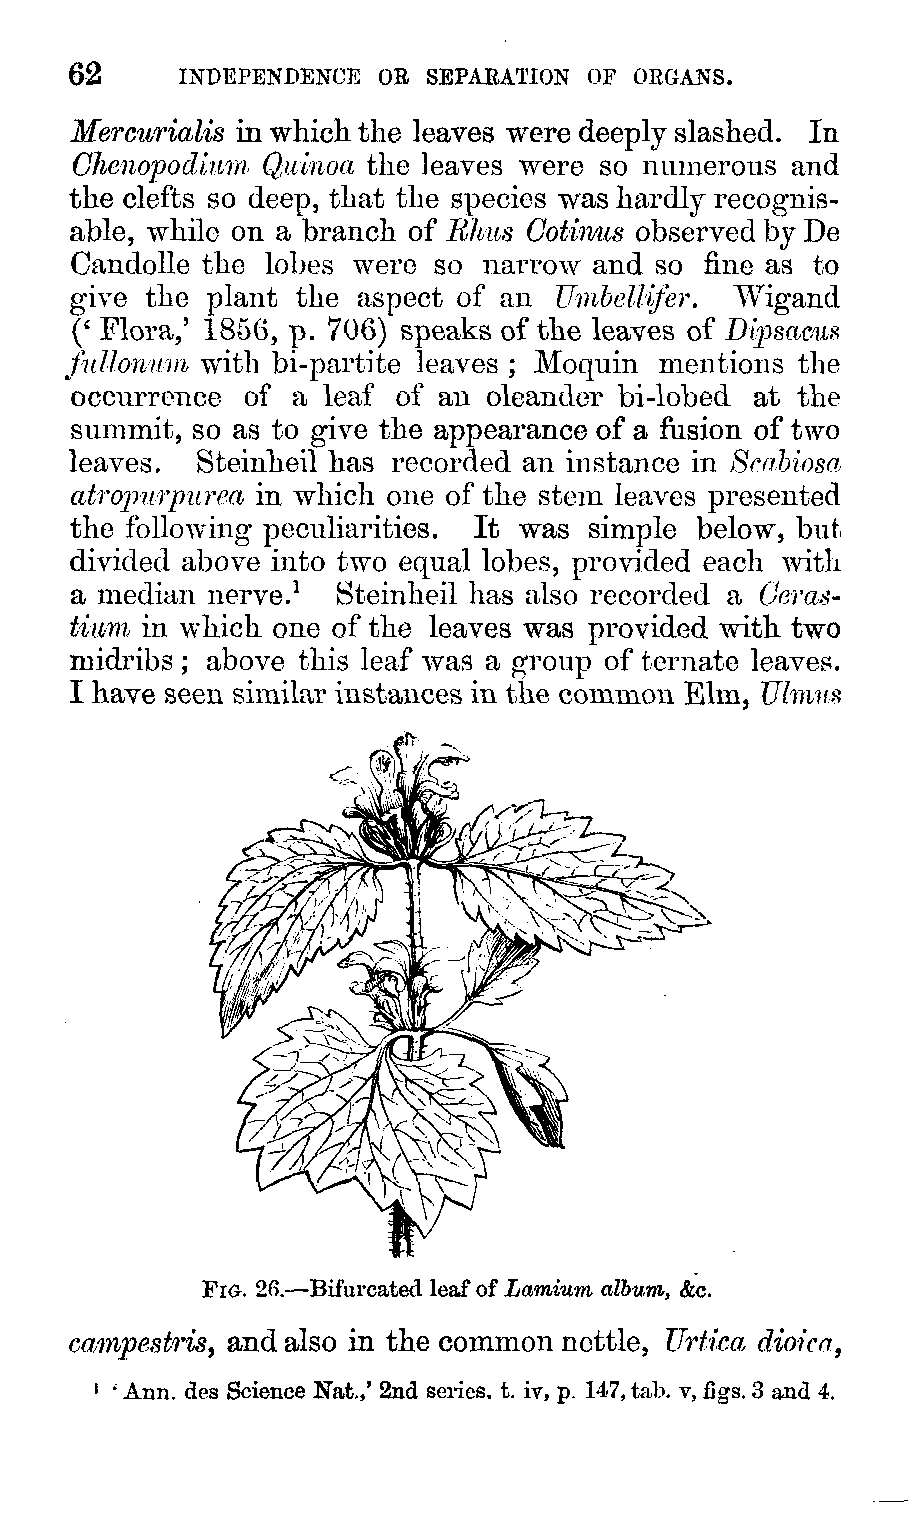 62 INDEPENDENCE OR SEPARATION OF ORGANS.
Mercurialis in which the leaves were deeply slashed. In
Chenopodium Quinoa the leaves were so numerous and
the clefts so deep, that the species was hardly recognis-
able, while on a branch of Rhus Cotinus observed by De
Candolle the lobes were so narrow and so fine as to
give the plant the aspect of an Umbellifer. Wigand
(‘ Flora,’ 1856, p. 706) speaks of the leaves of Dipsacus
fullonum with bi-partite leaves ; Moquin mentions the
occurrence of a leaf of an oleander bi-lobed at the
summit, so as to give the appearance of a fusion of two
leaves. Steinheil has recorded an instance in Scabiosa
atropurpurea in which one of the stem leaves presented
the following peculiarities. It was simple below, but
divided above into two equal lobes, provided each with
a median nerve.¹ Steinheil has also recorded a Ceras-
tium in which one of the leaves was provided with two
midribs ; above this leaf was a group of ternate leaves.
I have seen similar instances in the common Elm, Ulmus
FIG. 26.—Bifurcated leaf of Lamium album, &c.
campestris, and also in the common nettle, Urtica dioica,
¹ ‘ Ann. des Science Nat.,’ 2nd series. t. iv, p. 147, tab. v, figs. 3 and 4.